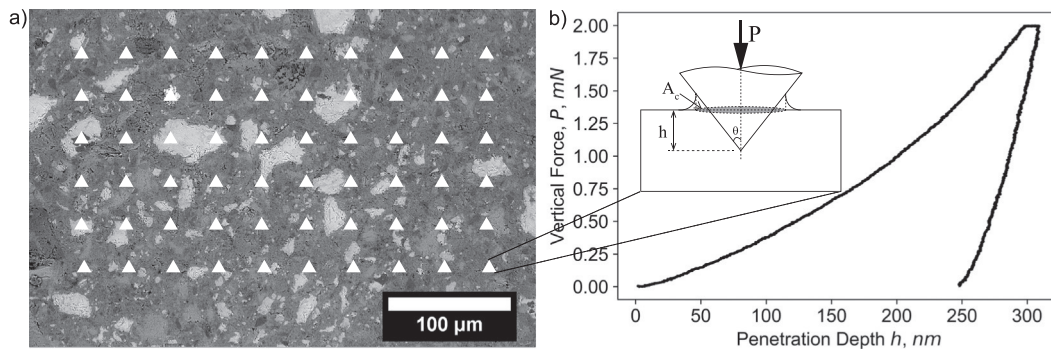 a)
100 μm
b)
Vertical Force, P, mN
2.00
1.75
1.50
1.25
1.00
0.75
0.50
0.25
0.00
P
A_c
h
θ
0 50 100 150 200 250 300
Penetration Depth h, nm